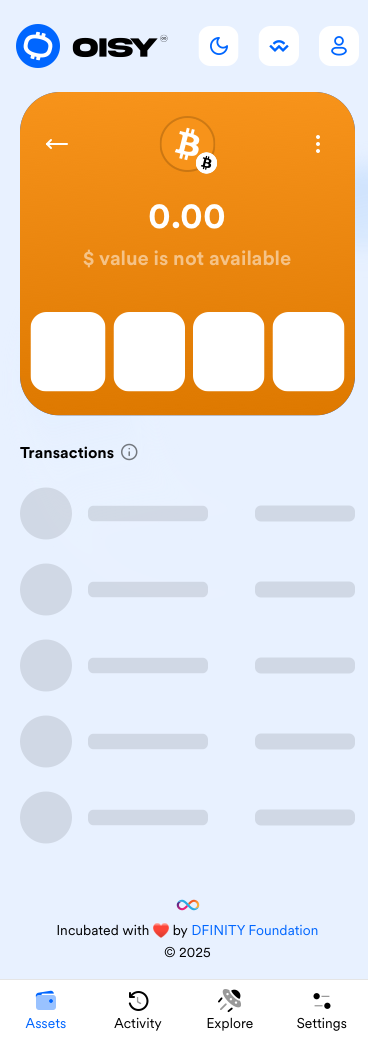 OISY
0.00
$ value is not available
Transactions
Incubated with ❤️ by DFINITY Foundation
© 2025
Assets
Activity
Explore
Settings